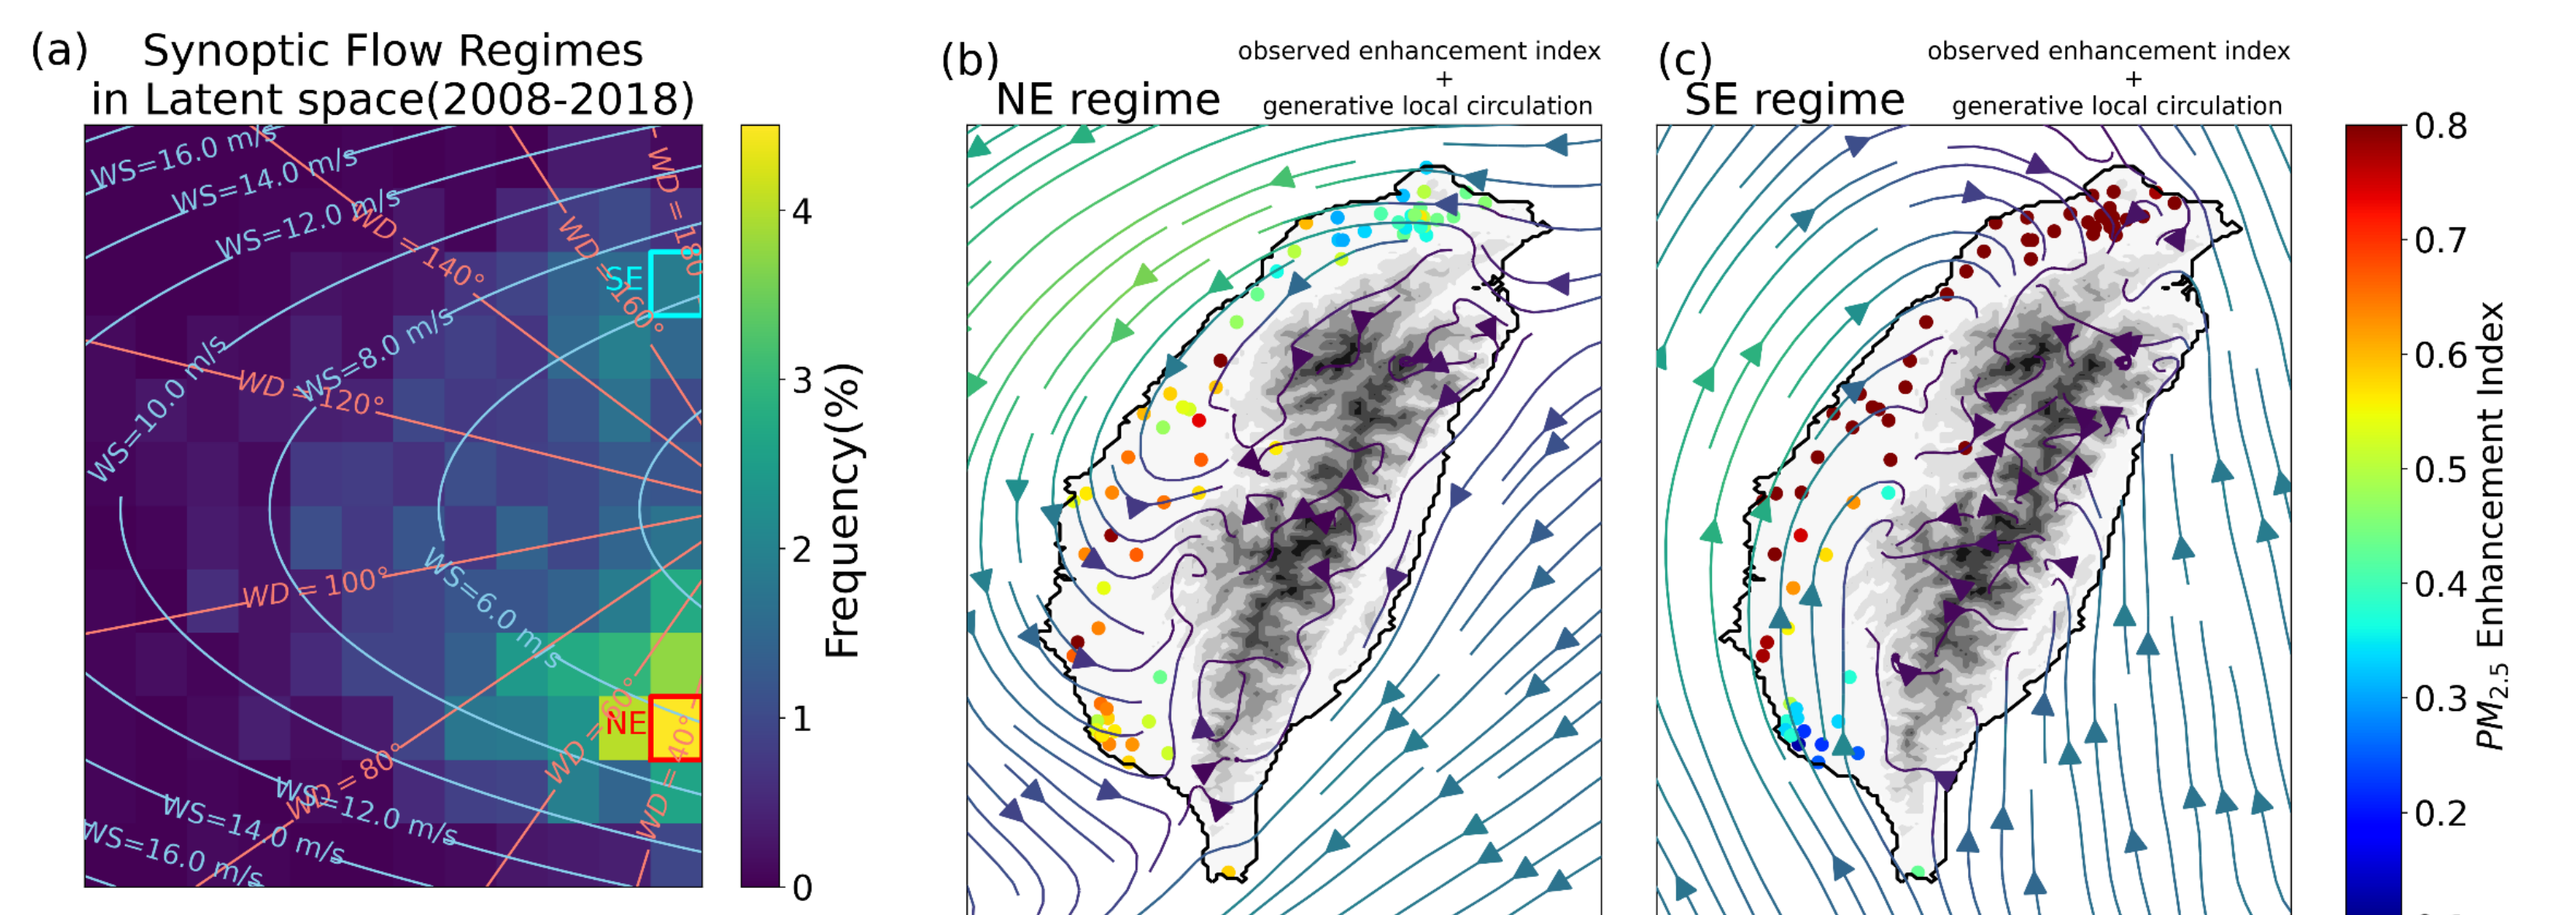 (a) Synoptic Flow Regimes
in Latent space(2008-2018)
WS=16.0 m/s
WS=14.0 m/s
WS=12.0 m/s
WS=10.0 m/s
WS=8.0 m/s
WS=6.0 m/s
WS=12.0 m/s
WS=14.0 m/s
WS=16.0 m/s
WD = 180
WD = 160°
WD = 140°
WD = 120°
WD = 100°
WD = 80°
WD = 60°
WD = 40°
SE
NE
4
3
2
1
0
Frequency(%)
(b)
NE regime
observed enhancement index
+
generative local circulation
(c)
SE regime
observed enhancement index
+
generative local circulation
0.8
0.7
0.6
0.5
0.4
0.3
0.2
PM2.5 Enhancement Index